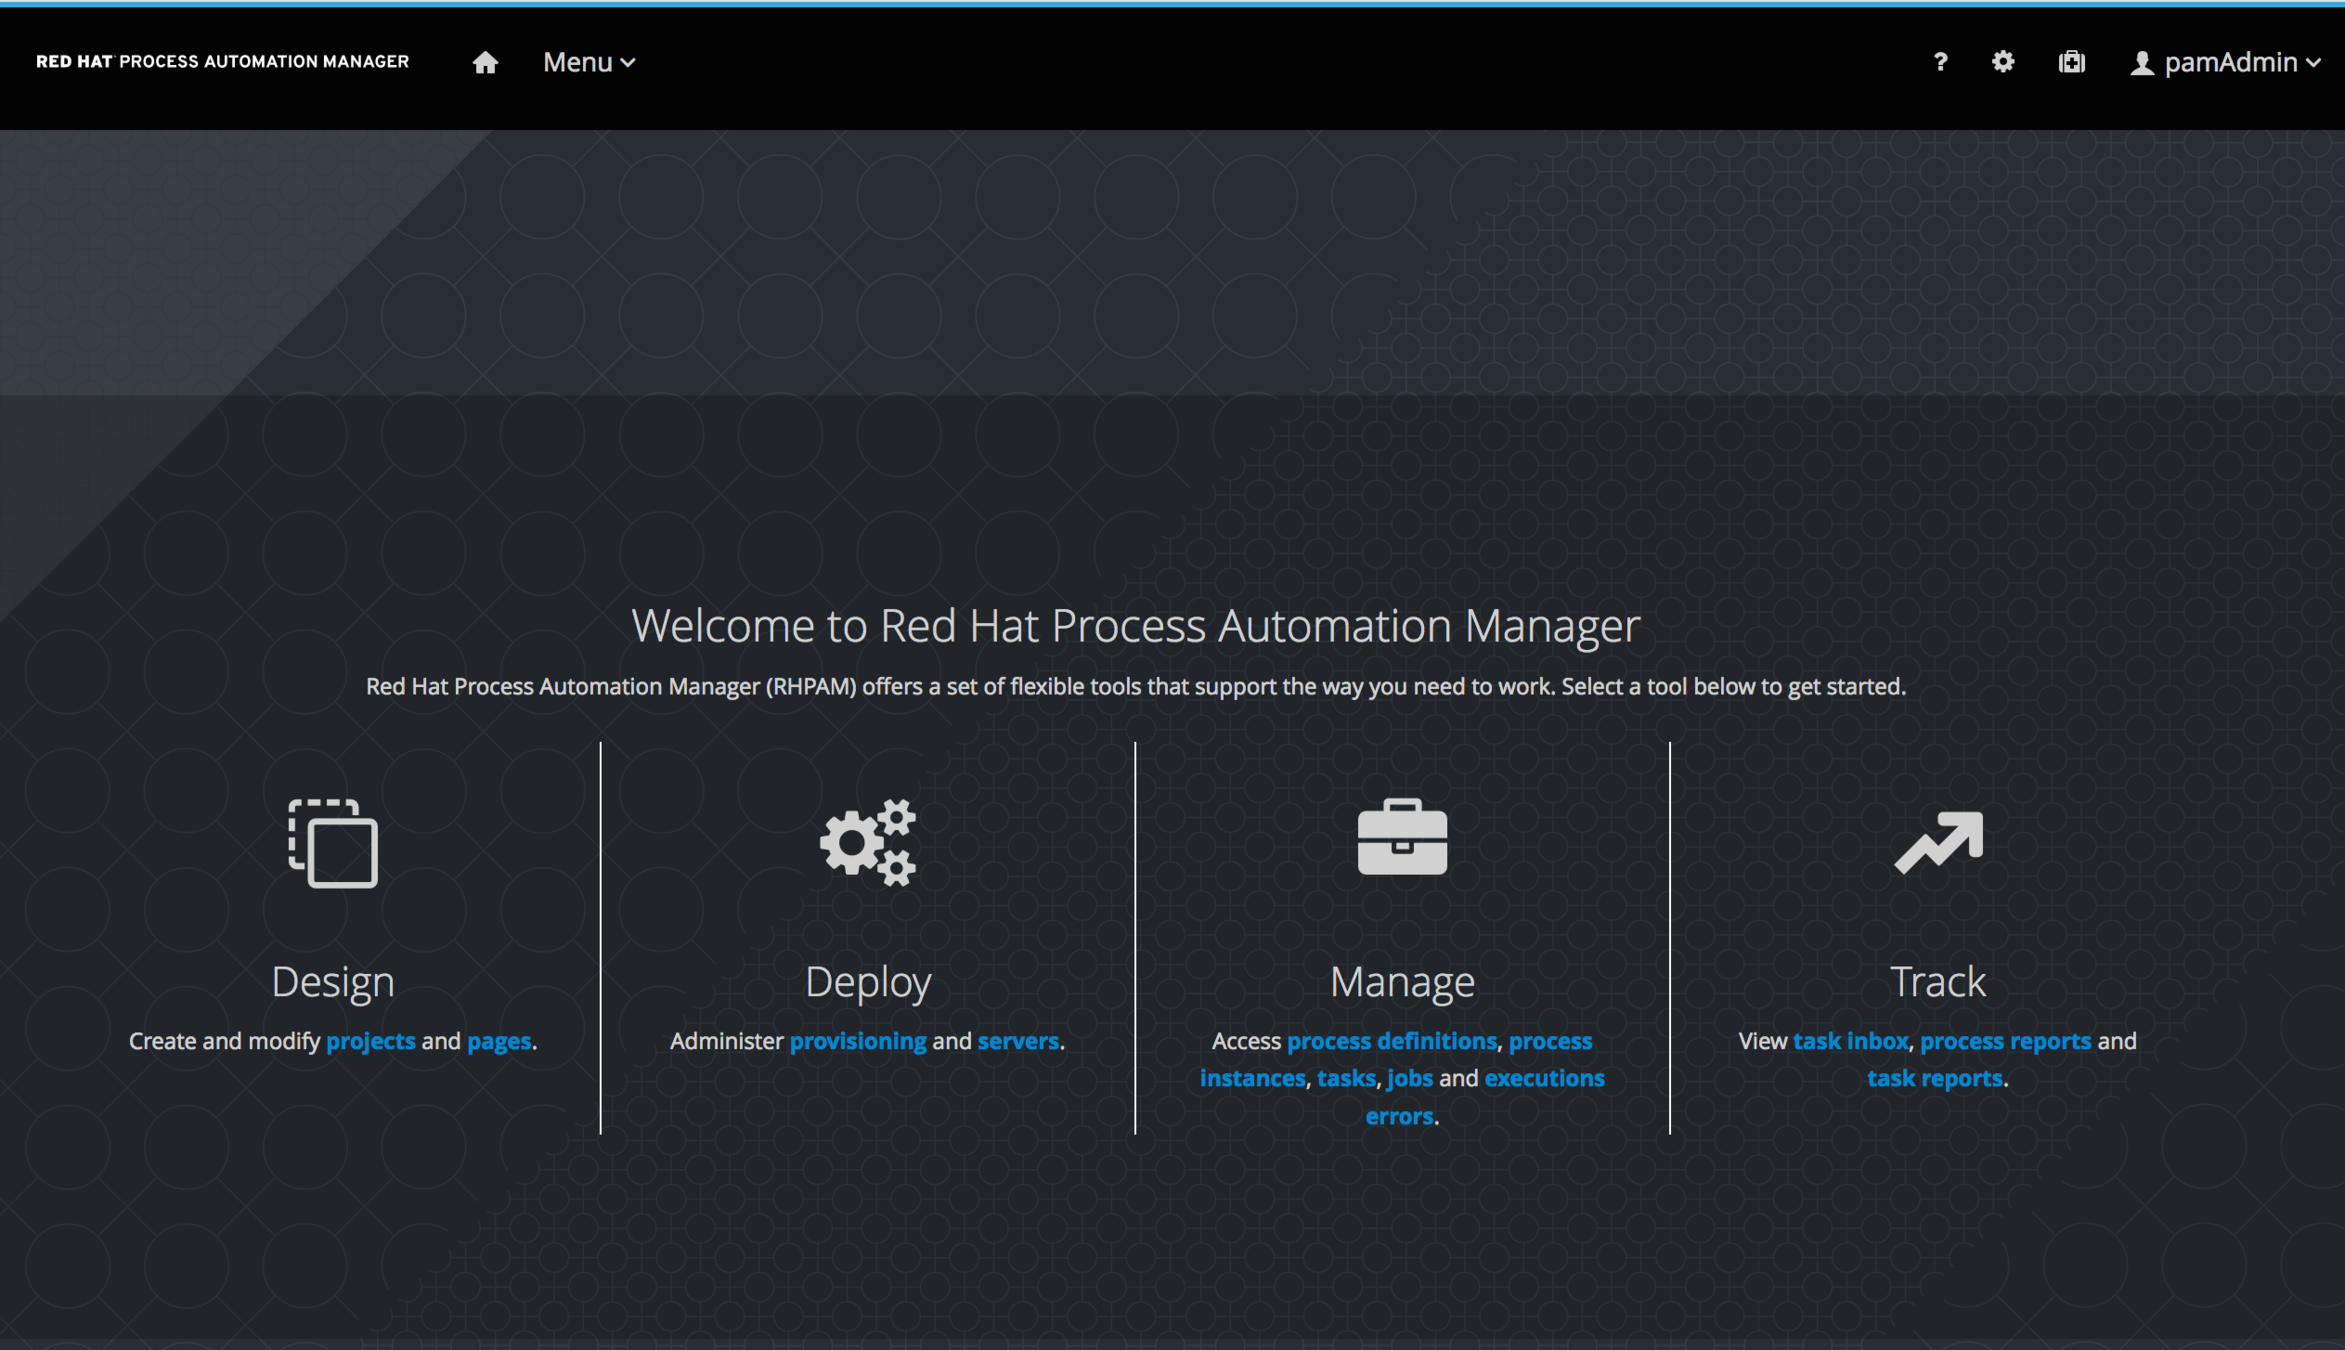 RED HAT PROCESS AUTOMATION MANAGER
Menu
?
pamAdmin
Welcome to Red Hat Process Automation Manager
Red Hat Process Automation Manager (RHPAM) offers a set of flexible tools that support the way you need to work. Select a tool below to get started.
Design
Create and modify projects and pages.
Deploy
Administer provisioning and servers.
Manage
Access process definitions, process
instances, tasks, jobs and executions
errors.
Track
View task inbox, process reports and
task reports.